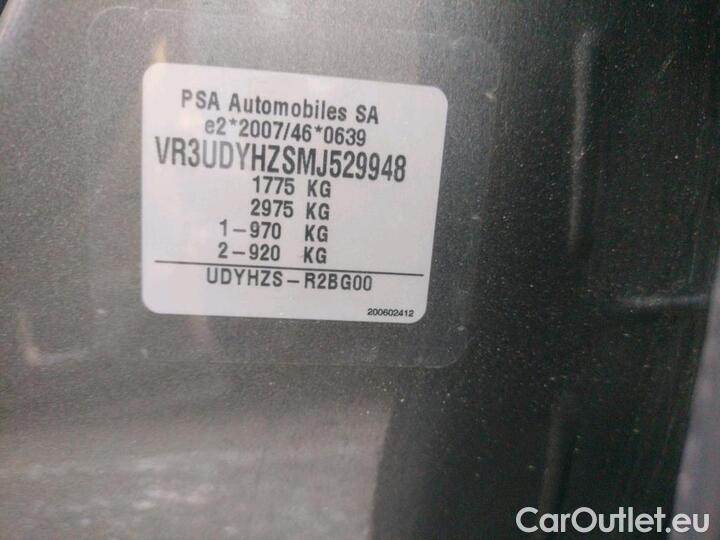 PSA Automobiles SA
e2*2007/46*0639
VR3UDYHZSMJ529948
1775 KG
2975 KG
1-970 KG
2-920 KG
UDYHZS-R2BG00
200602412
CarOutlet.eu